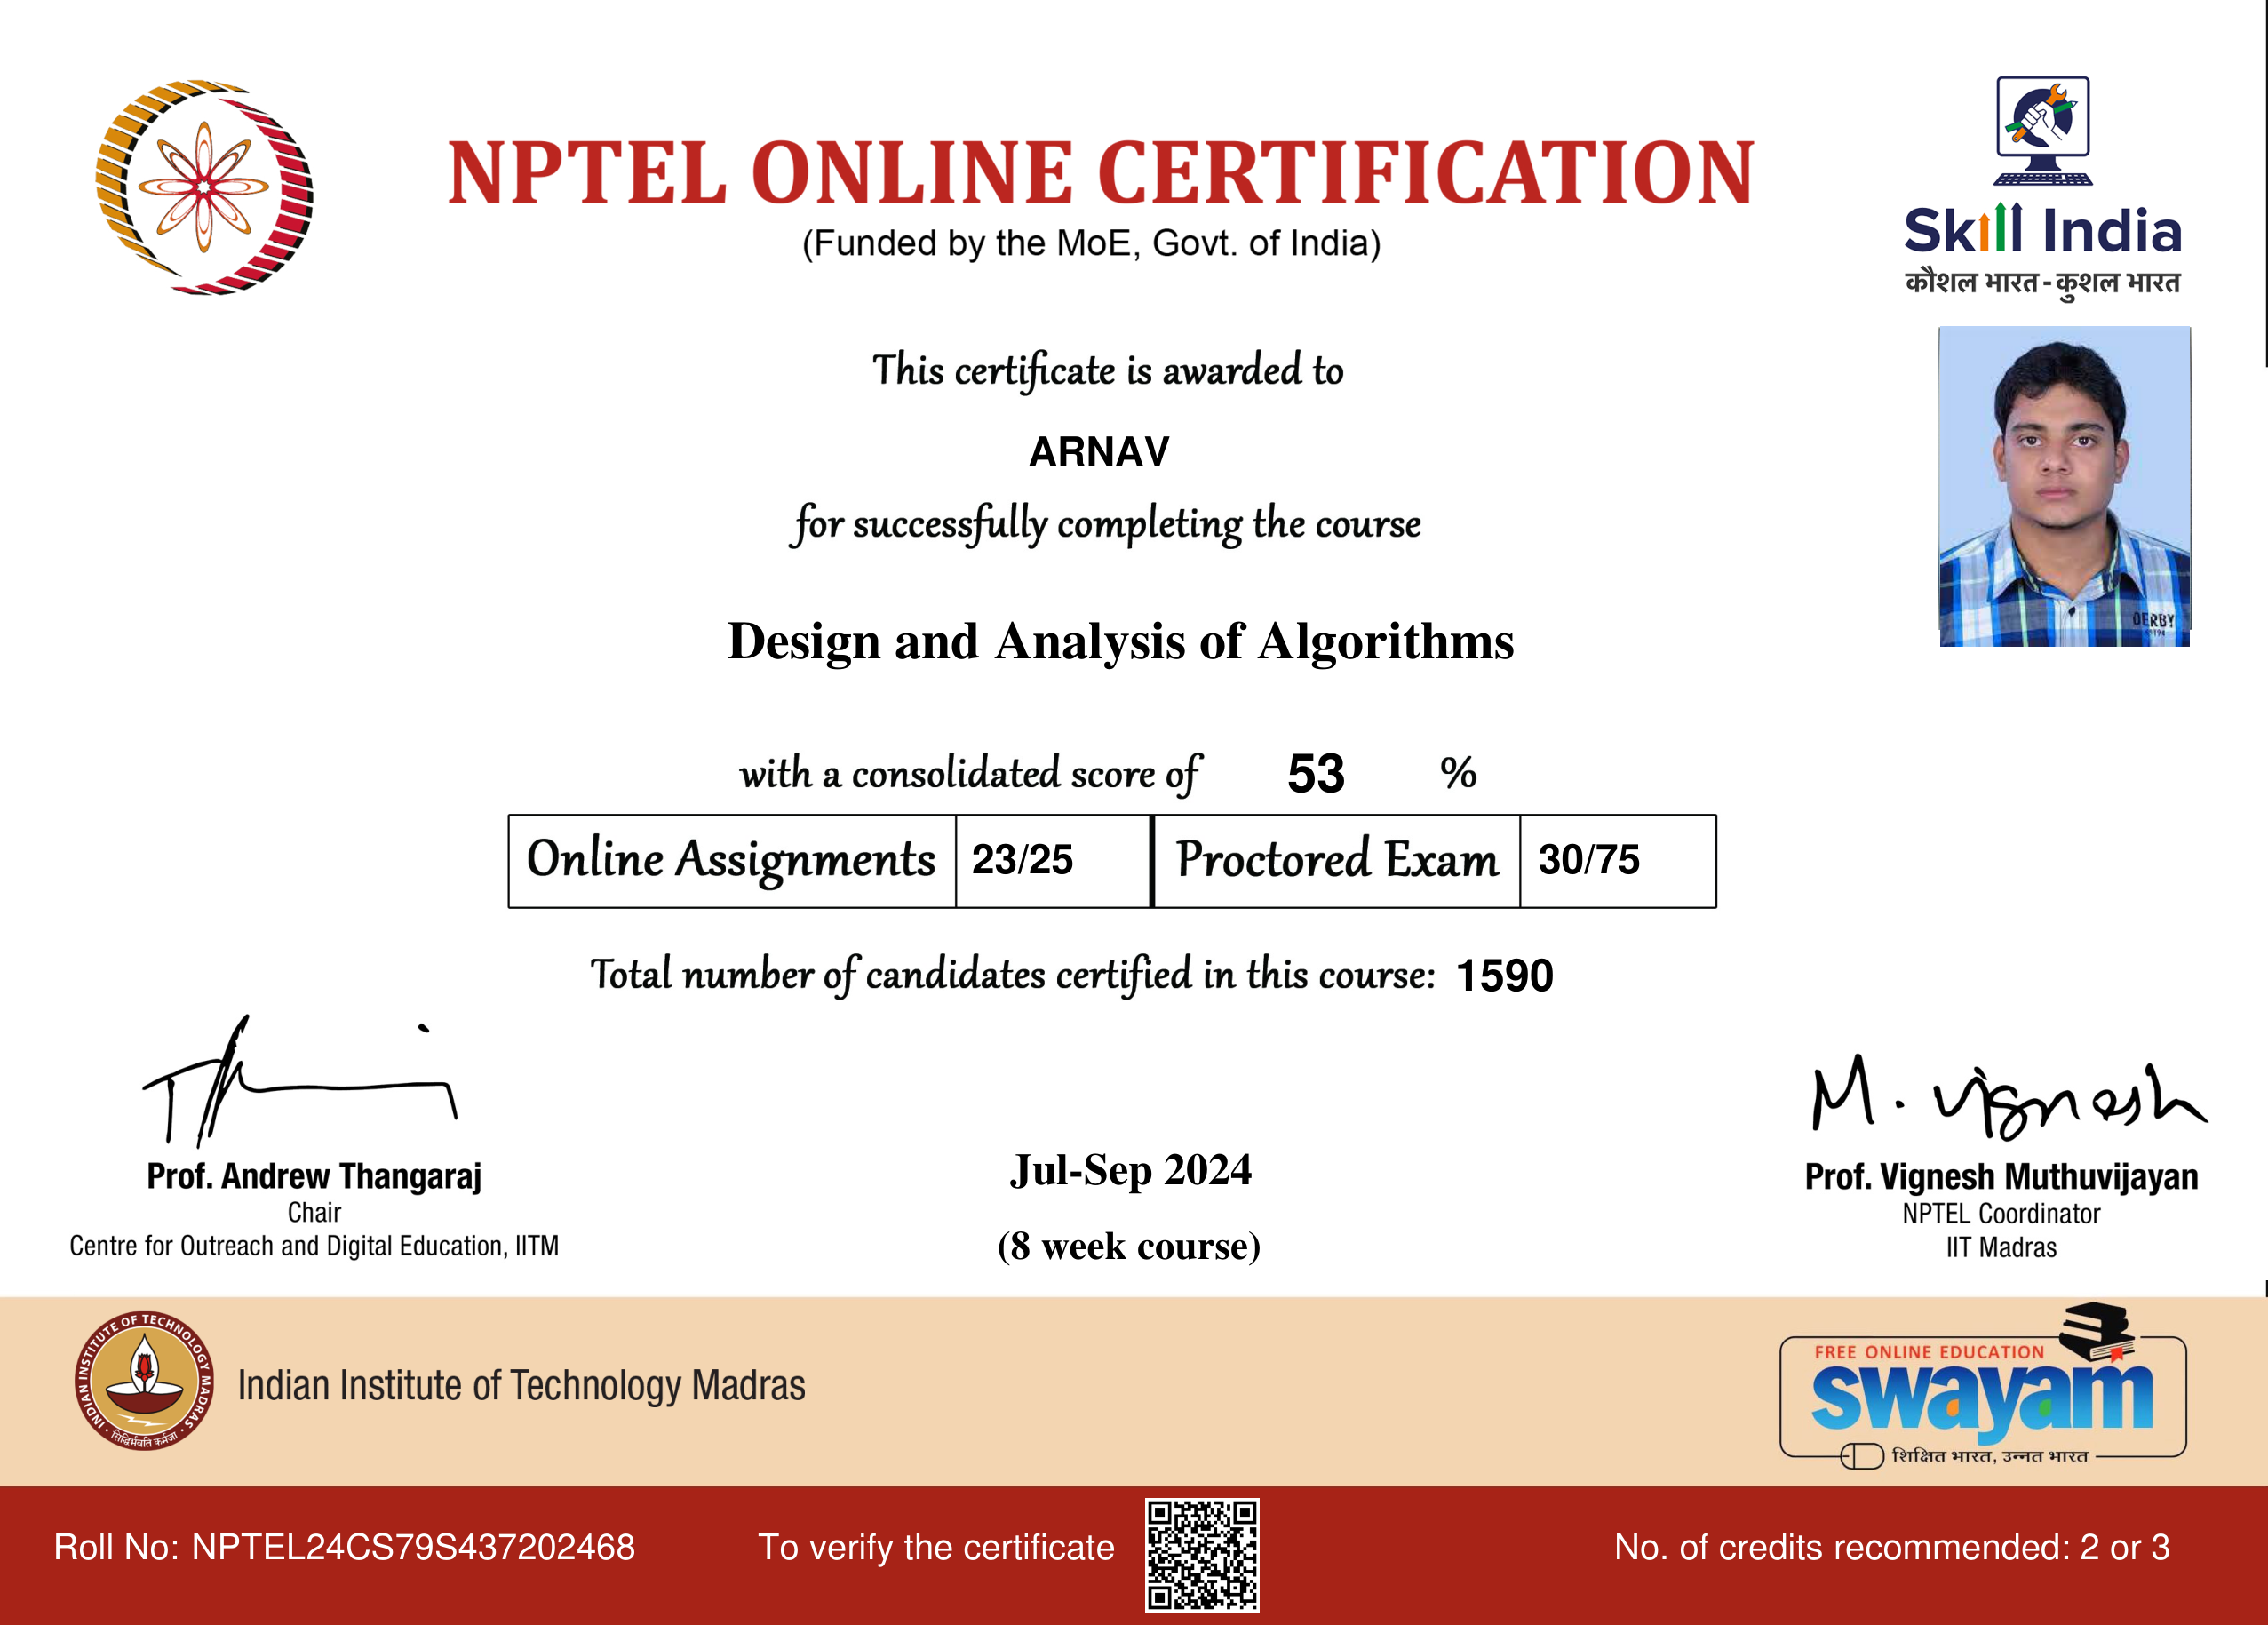 NPTEL ONLINE CERTIFICATION
(Funded by the MoE, Govt. of India)
Skill India
कौशल भारत - कुशल भारत
This certificate is awarded to
ARNAV
for successfully completing the course
DERBY
Design and Analysis of Algorithms
with a consolidated score of 53 %
Online Assignments 23/25 Proctored Exam 30/75
Total number of candidates certified in this course: 1590
M. Vignesh
Prof. Andrew Thangaraj
Chair
Centre for Outreach and Digital Education, IITM
Jul-Sep 2024
(8 week course)
Prof. Vignesh Muthuvijayan
NPTEL Coordinator
IIT Madras
INDIAN INSTITUTE OF TECHNOLOGY MADRAS
सिद्धिर्भवति कर्मजा
Indian Institute of Technology Madras
FREE ONLINE EDUCATION
swayam
शिक्षित भारत, उन्नत भारत
Roll No: NPTEL24CS79S437202468 To verify the certificate No. of credits recommended: 2 or 3